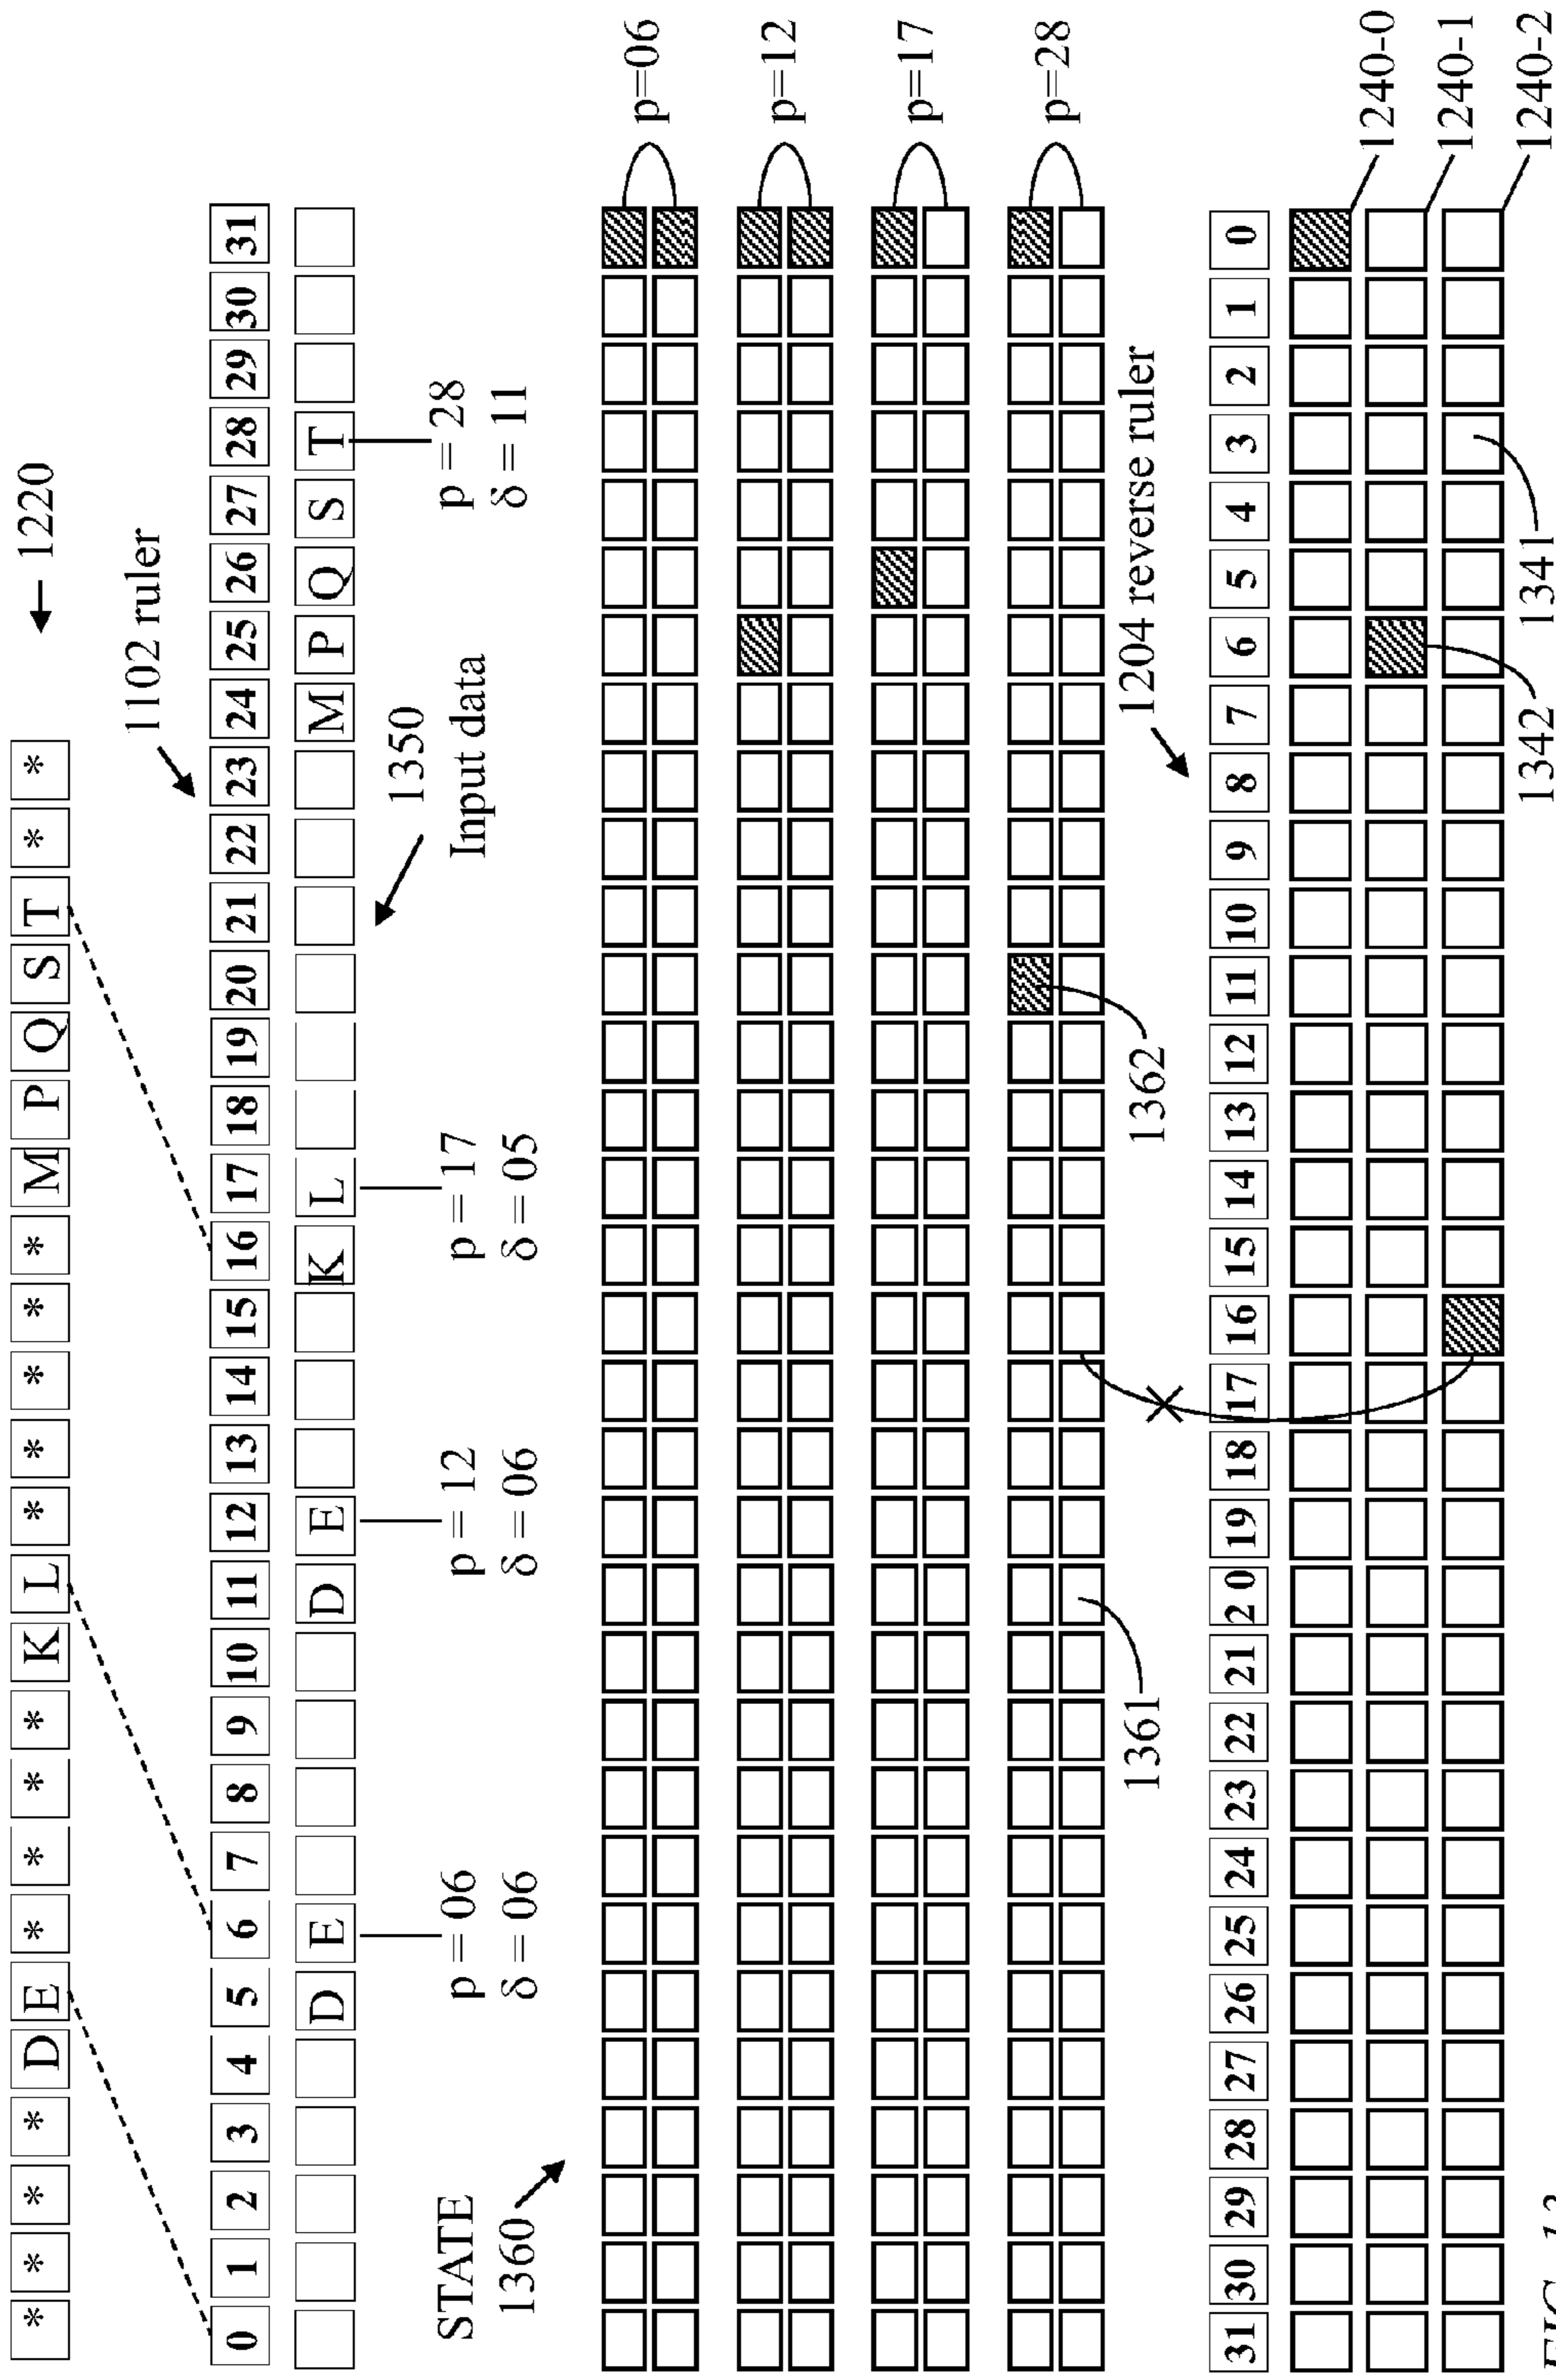 * * * * D E * * * * K L * * * * * M P Q S T * * ← 1220
1102 ruler
0 1 2 3 4 5 6 7 8 9 10 11 12 13 14 15 16 17 18 19 20 21 22 23 24 25 26 27 28 29 30 31
D E D E K L M P Q S T
1350
Input data
p = 06 p = 12 p = 17 p = 28
δ = 06 δ = 06 δ = 05 δ = 11
STATE
1360
p=06
p=12
p=17
p=28
1361 1362 1204 reverse ruler
31 30 29 28 27 26 25 24 23 22 21 20 19 18 17 16 15 14 13 12 11 10 9 8 7 6 5 4 3 2 1 0
1240-0
1240-1
1240-2
1342 1341
FIG. 13